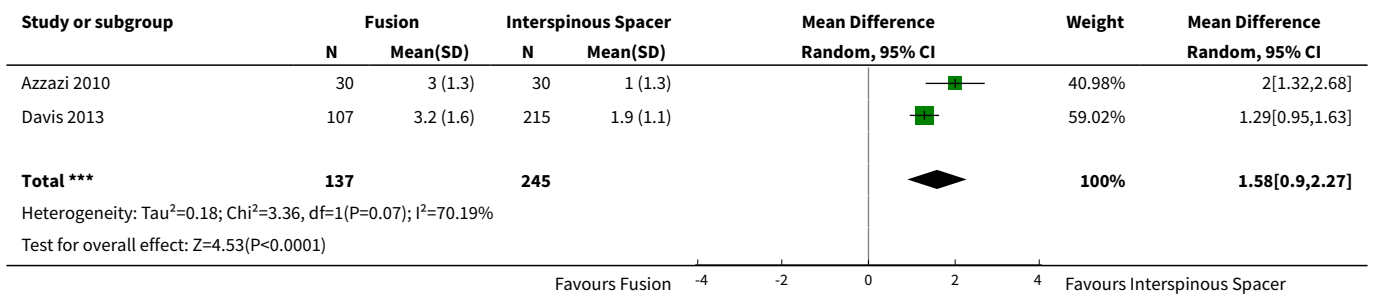 Study or subgroup Fusion Interspinous Spacer Mean Difference Weight Mean Difference
N Mean(SD) N Mean(SD) Random, 95% CI Random, 95% CI
Azzazi 2010 30 3 (1.3) 30 1 (1.3) 40.98% 2[1.32,2.68]
Davis 2013 107 3.2 (1.6) 215 1.9 (1.1) 59.02% 1.29[0.95,1.63]
Total *** 137 245 100% 1.58[0.9,2.27]
Heterogeneity: Tau²=0.18; Chi²=3.36, df=1(P=0.07); I²=70.19%
Test for overall effect: Z=4.53(P<0.0001)
Favours Fusion -4 -2 0 2 4 Favours Interspinous Spacer